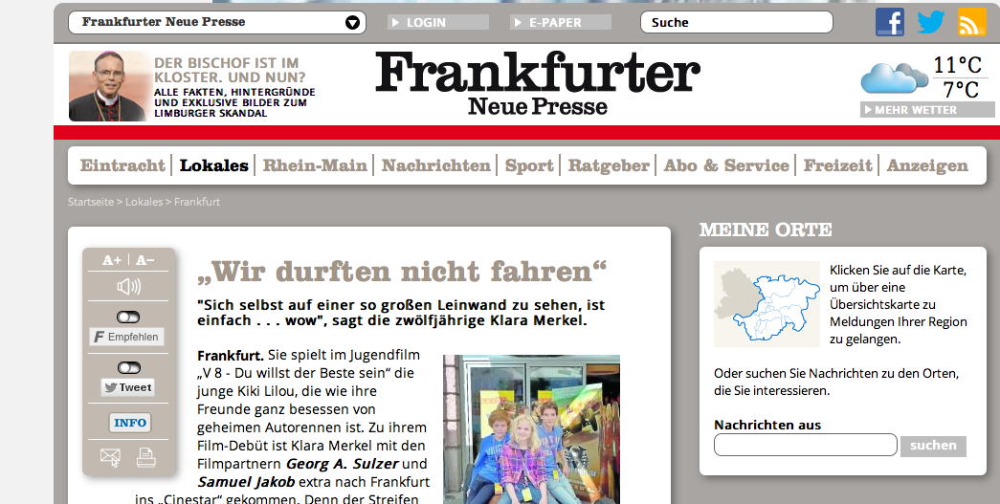 Frankfurter Neue Presse
LOGIN
E-PAPER
Suche
DER BISCHOF IST IM
KLOSTER. UND NUN?
ALLE FAKTEN, HINTERGRÜNDE
UND EXKLUSIVE BILDER ZUM
LIMBURGER SKANDAL
Frankfurter
Neue Presse
11°C
7°C
MEHR WETTER
Eintracht
Lokales
Rhein-Main
Nachrichten
Sport
Ratgeber
Abo & Service
Freizeit
Anzeigen
Startseite > Lokales > Frankfurt
A+ | A–
Empfehlen
Tweet
INFO
„Wir durften nicht fahren“
"Sich selbst auf einer so großen Leinwand zu sehen, ist
einfach . . . wow", sagt die zwölfjährige Klara Merkel.
Frankfurt. Sie spielt im Jugendfilm
„V 8 - Du willst der Beste sein“ die
junge Kiki Lilou, die wie ihre
Freunde ganz besessen von
geheimen Autorennen ist. Zu ihrem
Film-Debüt ist Klara Merkel mit den
Filmpartnern Georg A. Sulzer und
Samuel Jakob extra nach Frankfurt
ins „Cinestar“ gekommen. Denn der Streifen
MEINE ORTE
Klicken Sie auf die Karte,
um über eine
Übersichtskarte zu
Meldungen Ihrer Region
zu gelangen.
Oder suchen Sie Nachrichten zu den Orten,
die Sie interessieren.
Nachrichten aus
suchen